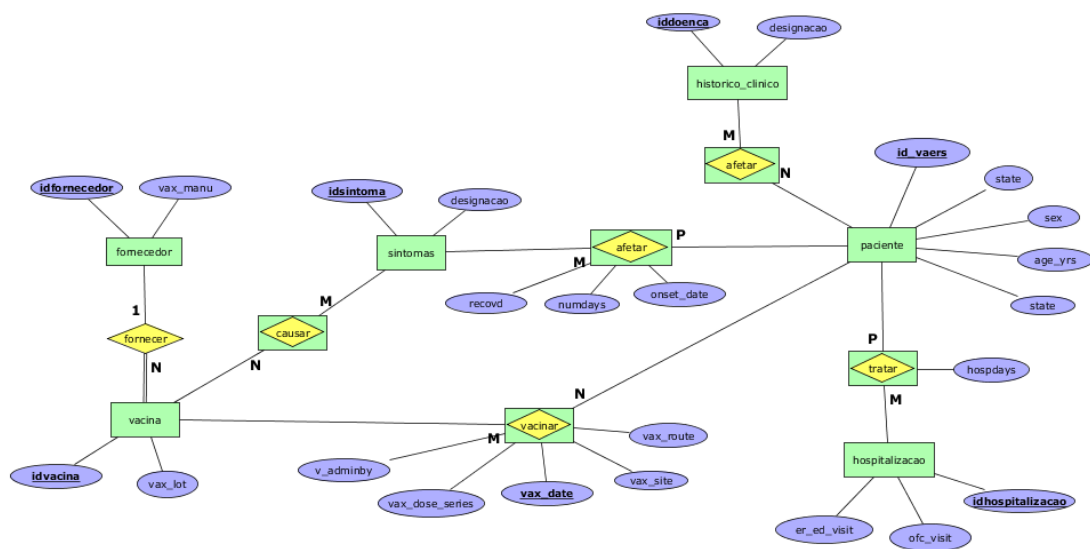 iddoenca
designacao
historico_clinico
M
afetar
N
id_vaers
state
sex
paciente
age_yrs
state
idfornecedor
vax_manu
fornecedor
idsintoma
designacao
sintomas
afetar
P
M
recovd
numdays
onset_date
1
fornecer
N
M
causar
N
P
tratar
hospdays
M
vacina
idvacina
vax_lot
N
vacinar
M
v_adminby
vax_dose_series
vax_date
vax_site
vax_route
hospitalizacao
idhospitalizacao
er_ed_visit
ofc_visit